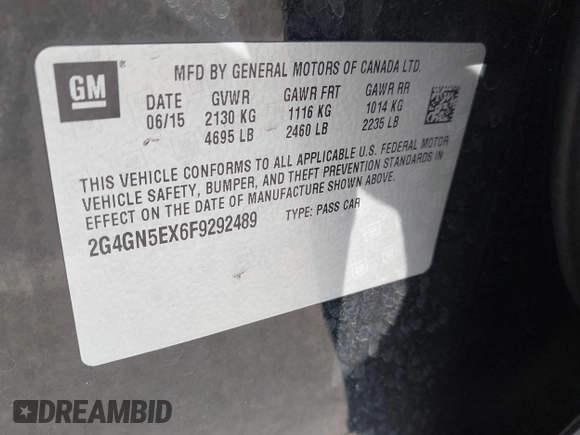 GM
MFD BY GENERAL MOTORS OF CANADA LTD.
DATE GVWR GAWR FRT GAWR RR
06/15 2130 KG 1116 KG 1014 KG
4695 LB 2460 LB 2235 LB
THIS VEHICLE CONFORMS TO ALL APPLICABLE U.S. FEDERAL MOTOR
VEHICLE SAFETY, BUMPER, AND THEFT PREVENTION STANDARDS IN
EFFECT ON THE DATE OF MANUFACTURE SHOWN ABOVE.
2G4GN5EX6F9292489 TYPE: PASS CAR
DREAMBID